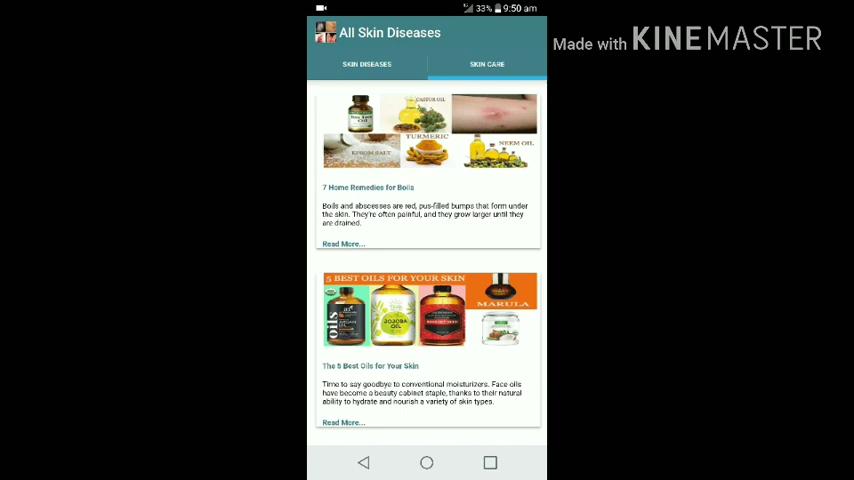 33% 9:50 am
All Skin Diseases
Made with KINEMASTER
SKIN DISEASES SKIN CARE
CASTOR OIL
TURMERIC
EPSOM SALT
NEEM OIL
7 Home Remedies for Boils
Boils and abscesses are red, pus-filled bumps that form under
the skin. They're often painful, and they grow larger until they
are drained.
Read More...
5 BEST OILS FOR YOUR SKIN
MARULA
oils
JOJOBA
OIL
The 5 Best Oils for Your Skin
Time to say goodbye to conventional moisturizers. Face oils
have become a beauty cabinet staple, thanks to their natural
ability to hydrate and nourish a variety of skin types.
Read More...